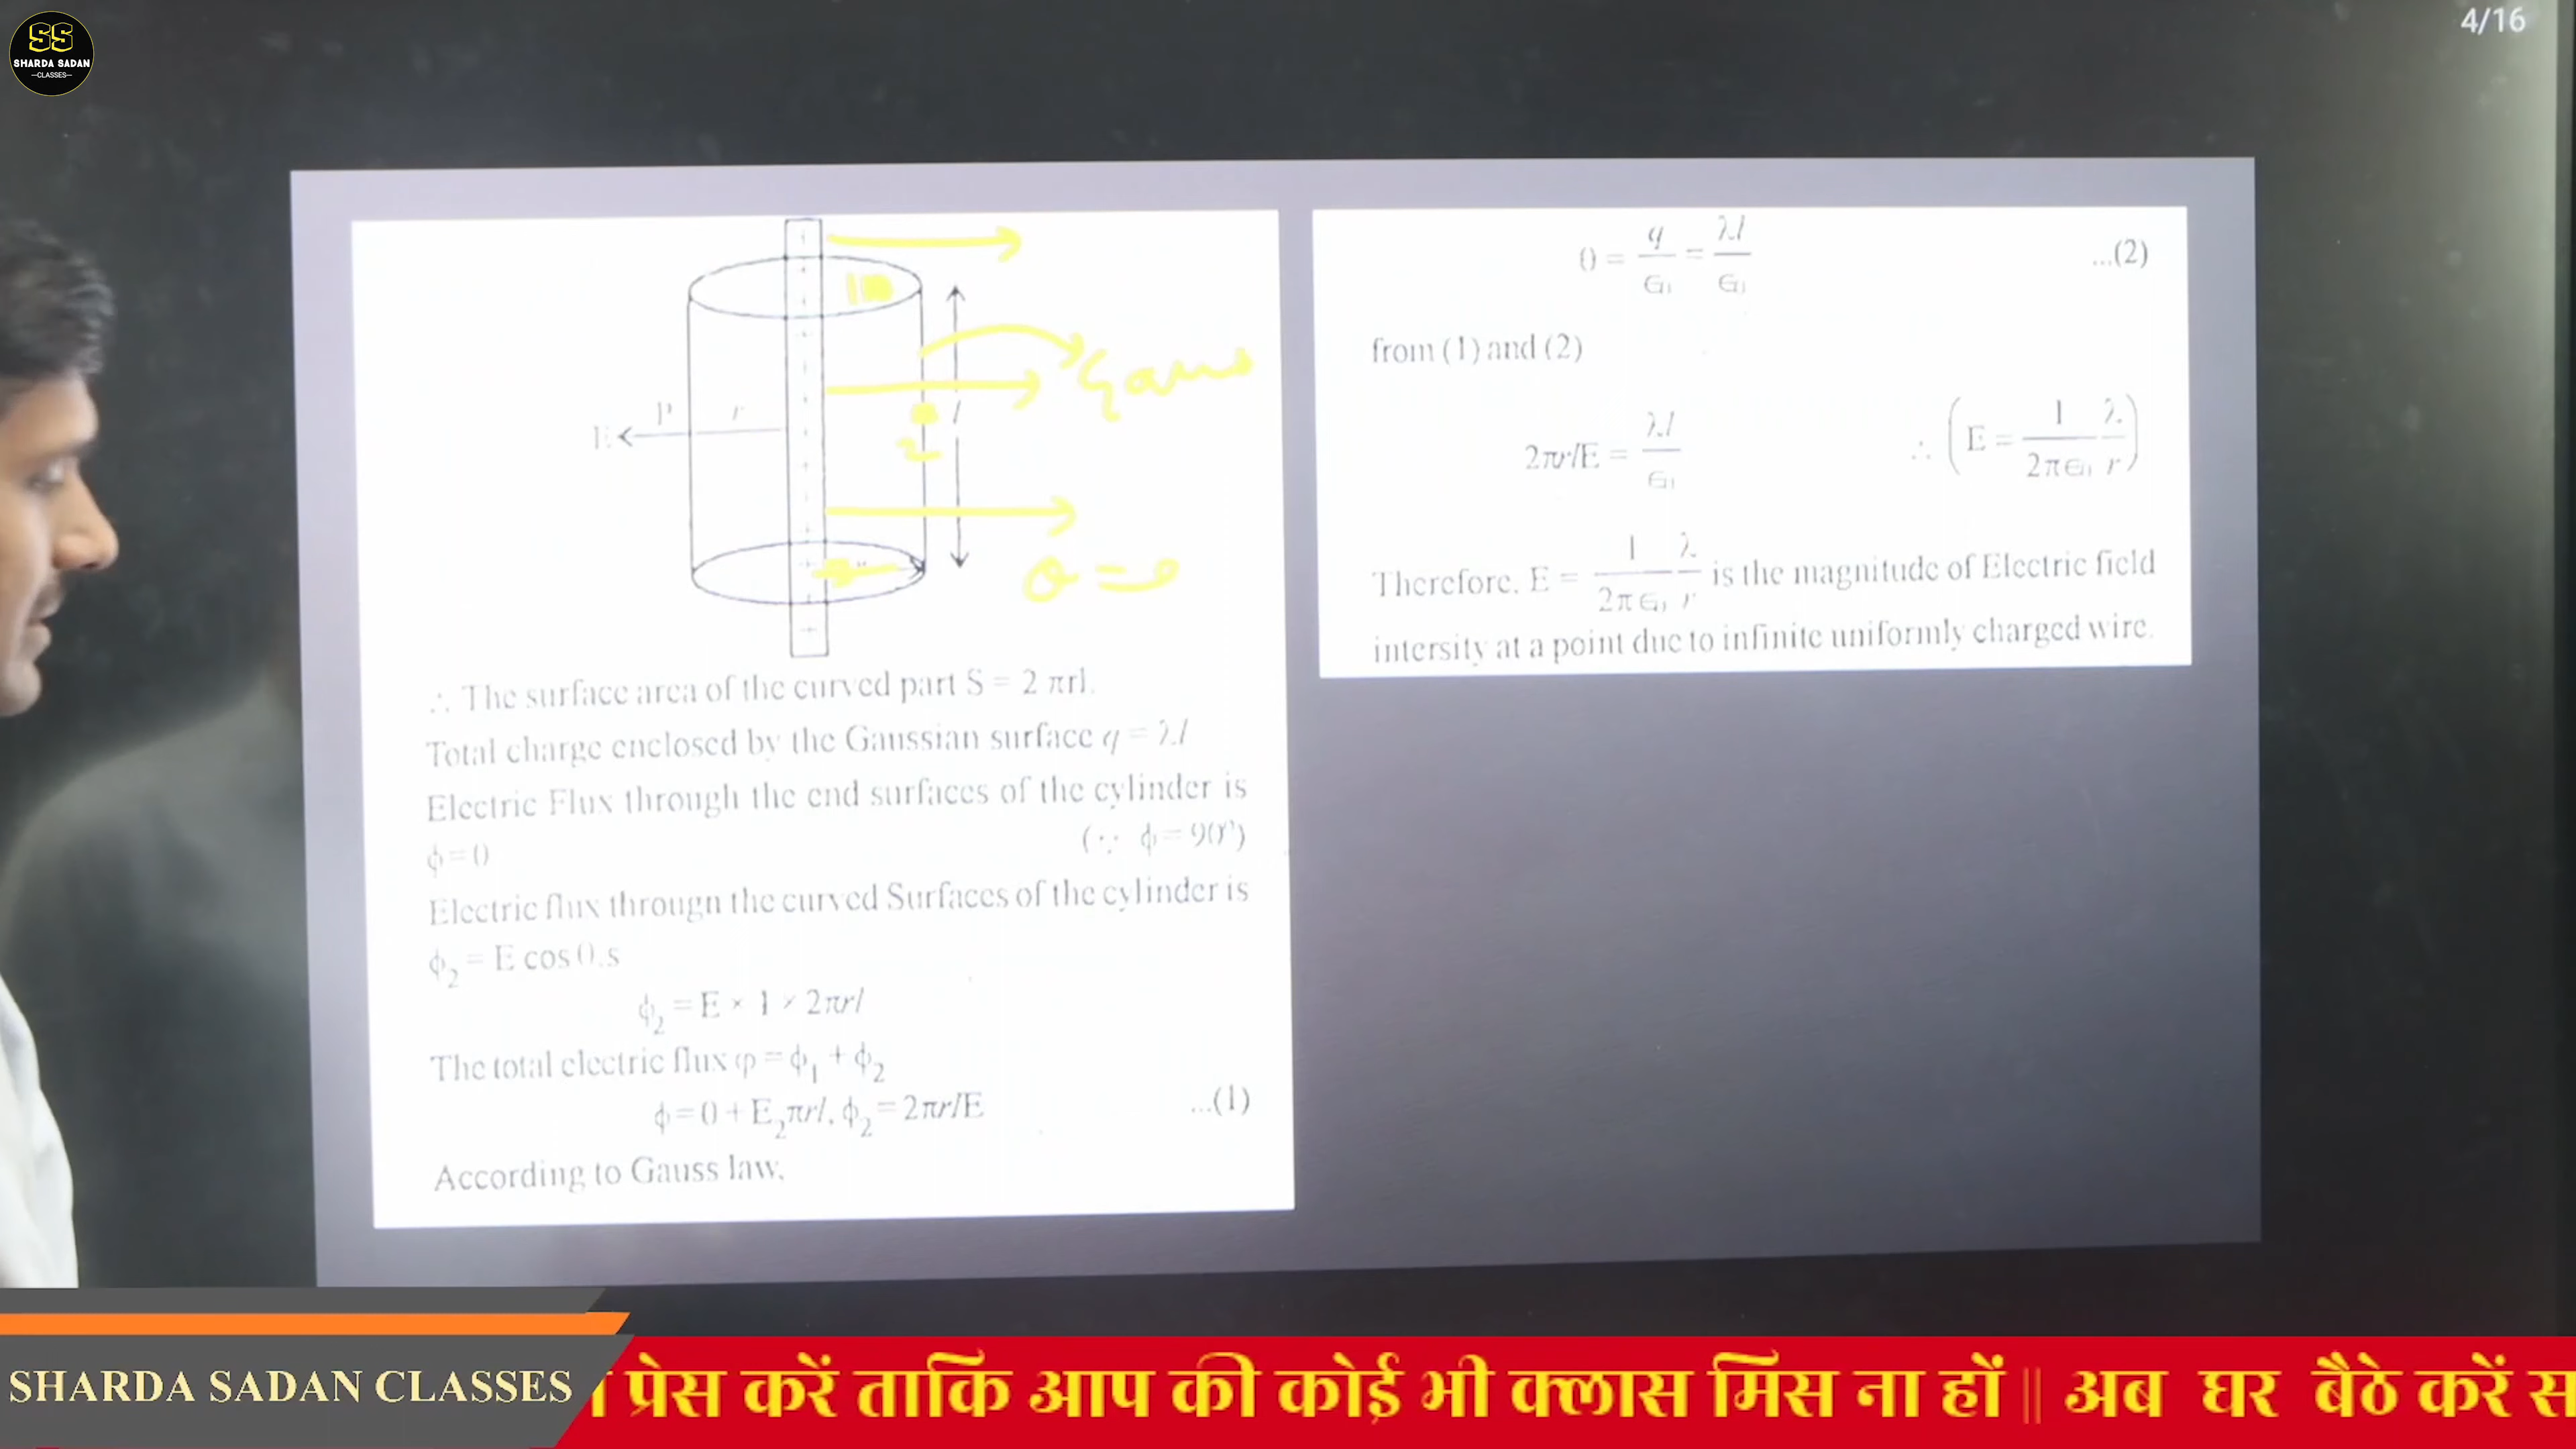 SS
SHARDA SADAN
—CLASSES—
4/16
Gauss
E
P
r
l
2
θ = 0
∴ The surface area of the curved part S = 2 πrl.
Total charge enclosed by the Gaussian surface q = λl
Electric Flux through the end surfaces of the cylinder is
ϕ = 0 (∵ ϕ = 90°)
Electric flux througn the curved Surfaces of the cylinder is
ϕ₂ = E cos 0.s
ϕ₂ = E × 1 × 2πrl
The total electric flux φ = ϕ₁ + ϕ₂
ϕ = 0 + E₂πrl, ϕ₂ = 2πrlE ...(1)
According to Gauss law,
0 = q/∈₀ = λl/∈₀ ...(2)
from (1) and (2)
2πrlE = λl/∈₀ ∴ (E = 1/2π∈₀ λ/r)
Therefore, E = 1/2π∈₀ λ/r is the magnitude of Electric field
intersity at a point due to infinite uniformly charged wire.
SHARDA SADAN CLASSES
प्रेस करें ताकि आप की कोई भी क्लास मिस ना हों || अब घर बैठे करें